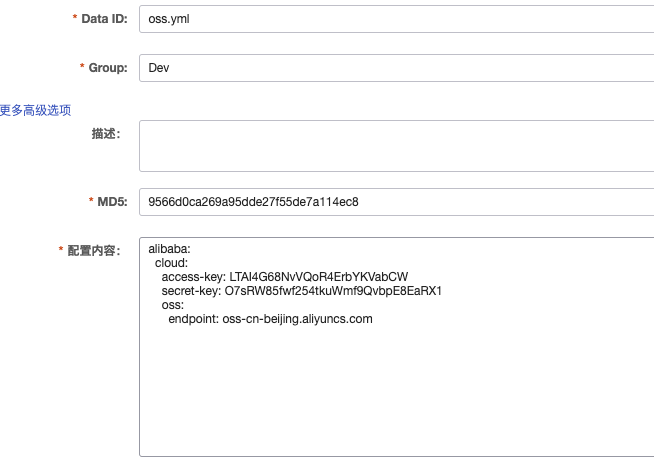 * Data ID: oss.yml
* Group: Dev
更多高级选项
描述:
* MD5: 9566d0ca269a95dde27f55de7a114ec8
* 配置内容: alibaba:
cloud:
access-key: LTAI4G68NvVQoR4ErbYKVabCW
secret-key: O7sRW85fwf254tkuWmf9QvbpE8EaRX1
oss:
endpoint: oss-cn-beijing.aliyuncs.com